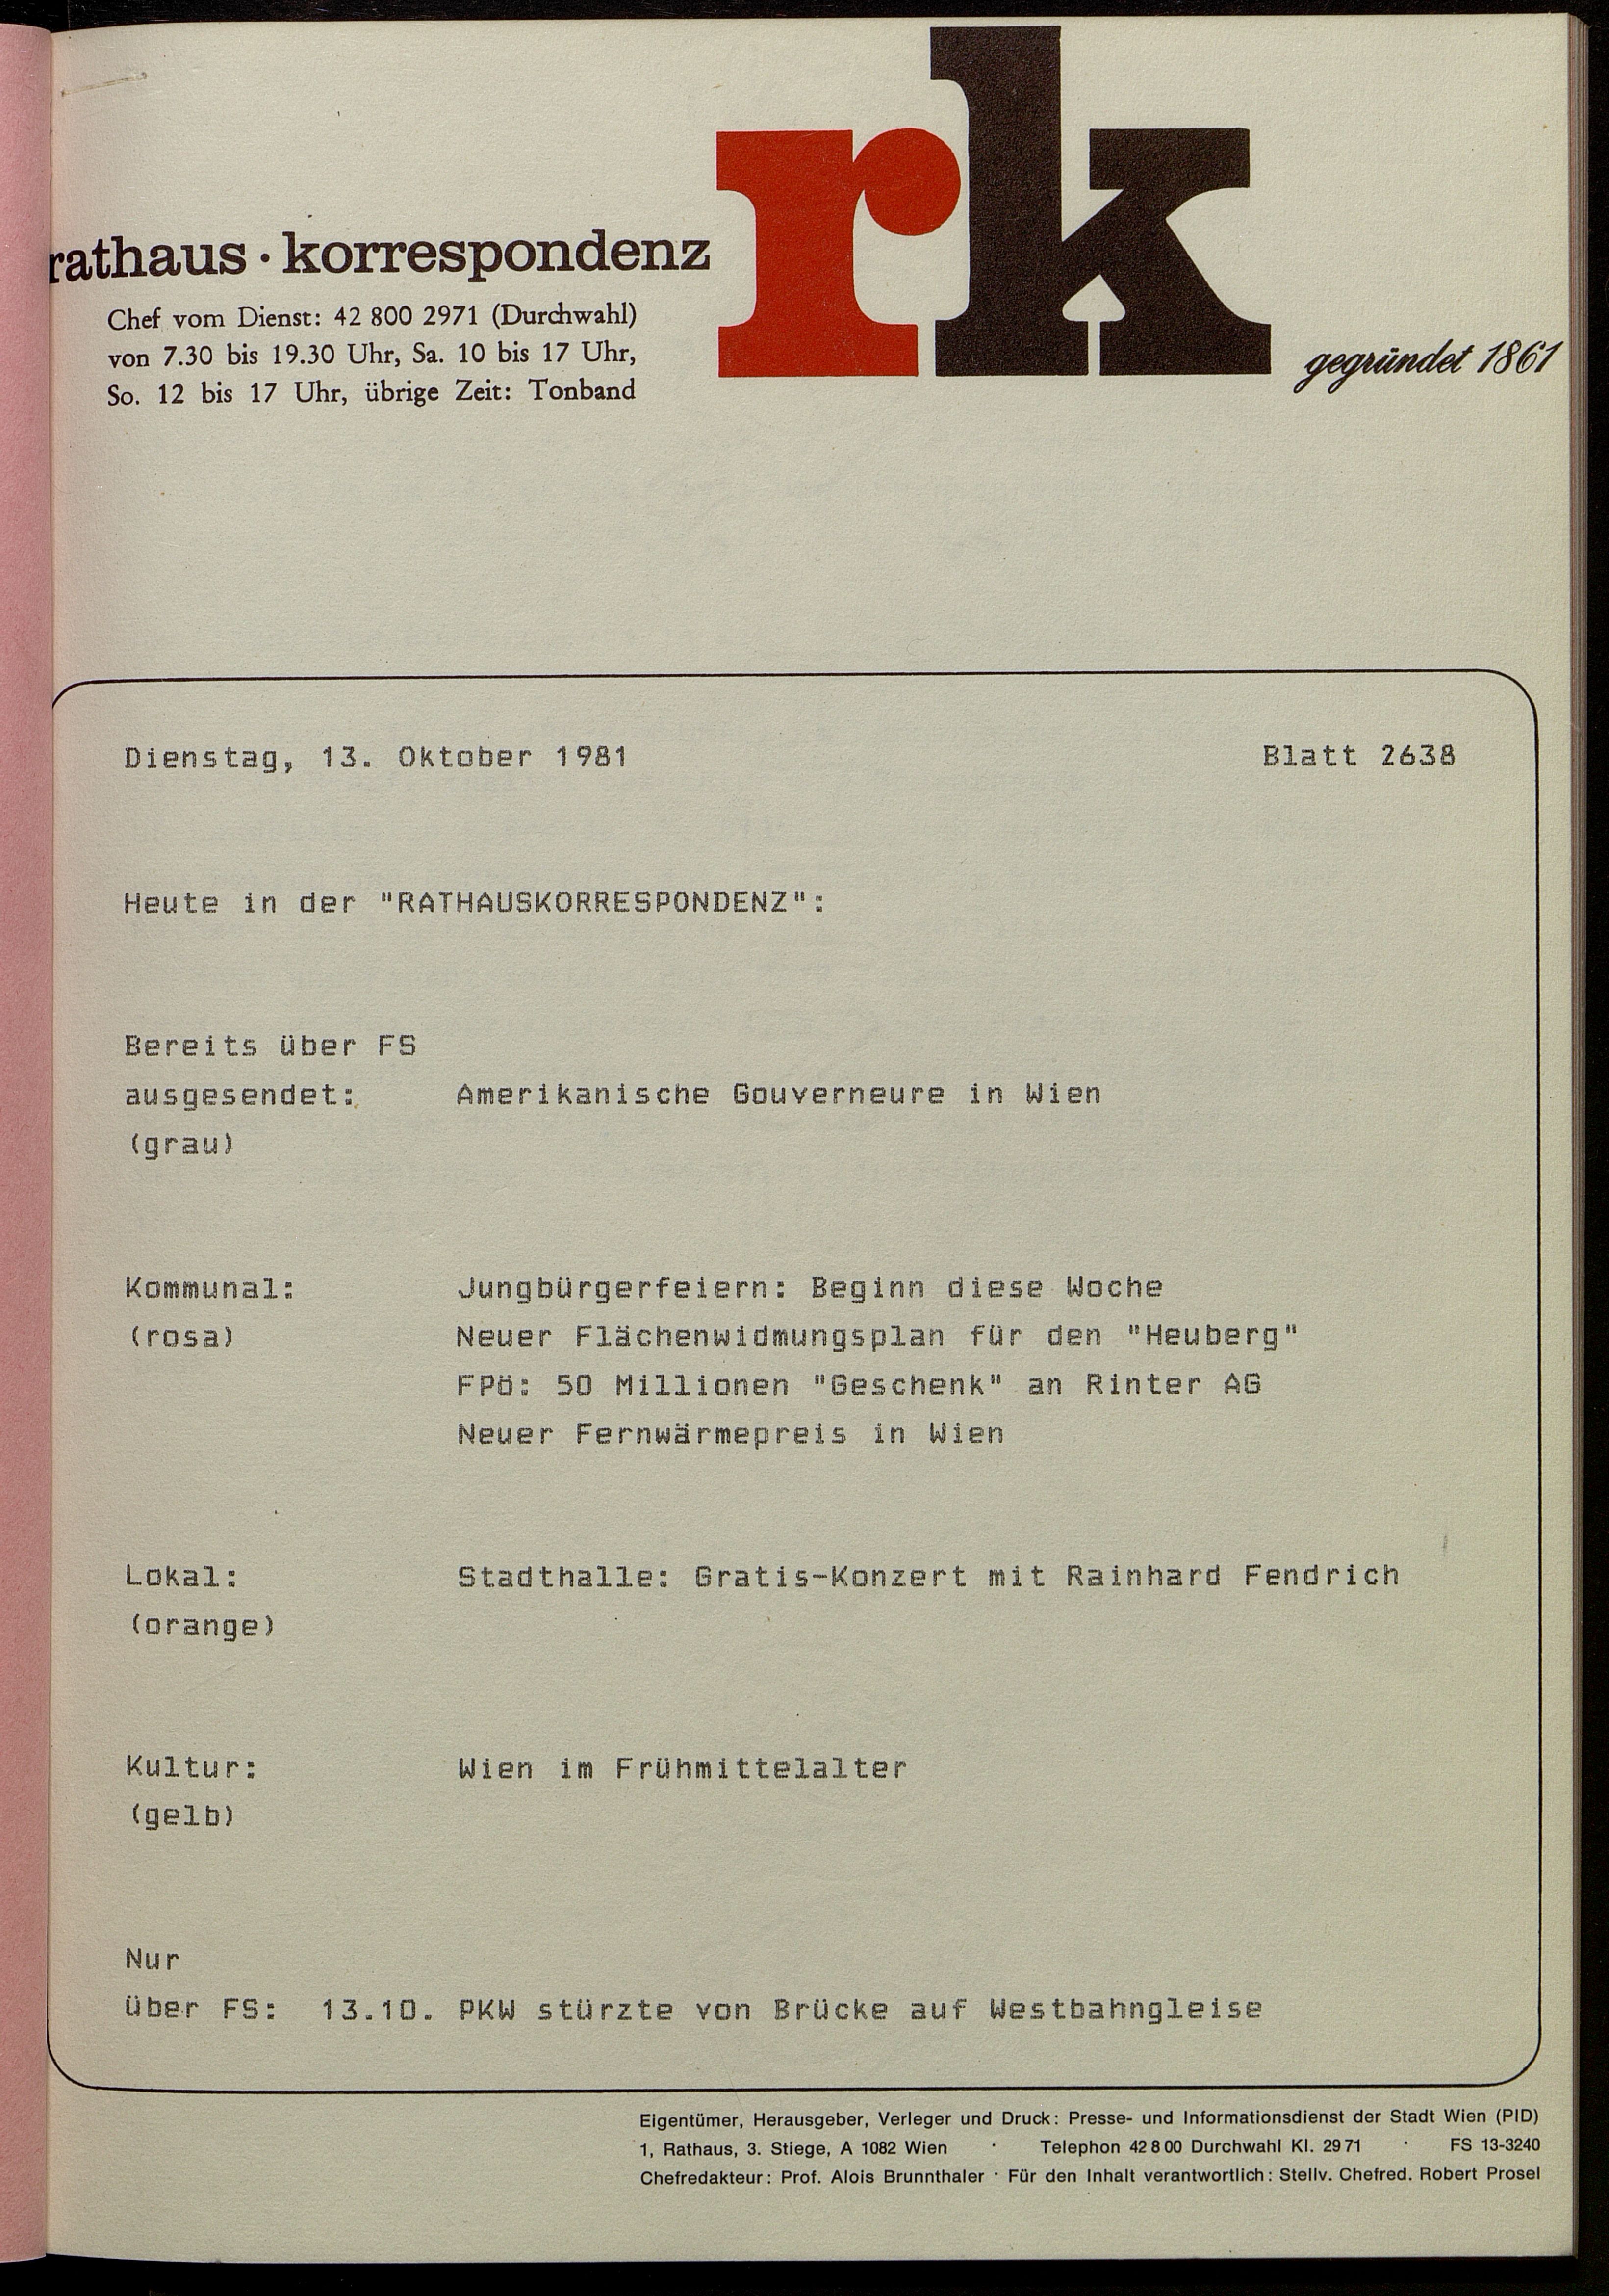 rk
rathaus · korrespondenz
Chef vom Dienst: 42 800 2971 (Durchwahl)
von 7.30 bis 19.30 Uhr, Sa. 10 bis 17 Uhr,
So. 12 bis 17 Uhr, übrige Zeit: Tonband
gegründet 1861
Dienstag, 13. Oktober 1981 Blatt 2638
Heute in der "RATHAUSKORRESPONDENZ":
Bereits über FS
ausgesendet: Amerikanische Gouverneure in Wien
(grau)
Kommunal: Jungbürgerfeiern: Beginn diese Woche
(rosa) Neuer Flächenwidmungsplan für den "Heuberg"
FPö: 50 Millionen "Geschenk" an Rinter AG
Neuer Fernwärmepreis in Wien
Lokal: Stadthalle: Gratis-Konzert mit Rainhard Fendrich
(orange)
Kultur: Wien im Frühmittelalter
(gelb)
Nur
über FS: 13.10. PKW stürzte von Brücke auf Westbahngleise
Eigentümer, Herausgeber, Verleger und Druck: Presse- und Informationsdienst der Stadt Wien (PID)
1, Rathaus, 3. Stiege, A 1082 Wien · Telephon 42 8 00 Durchwahl Kl. 29 71 · FS 13-3240
Chefredakteur: Prof. Alois Brunnthaler · Für den Inhalt verantwortlich: Stellv. Chefred. Robert Prosel